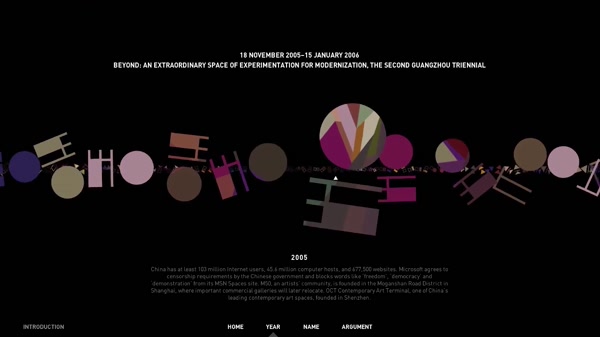 18 NOVEMBER 2005–15 JANUARY 2006
BEYOND: AN EXTRAORDINARY SPACE OF EXPERIMENTATION FOR MODERNIZATION, THE SECOND GUANGZHOU TRIENNIAL
2005
China has at least 103 million internet users, 45.6 million computer hosts, and 677,500 websites. Microsoft agrees to
censorship requirements by the Chinese government and blocks words like 'freedom', 'democracy' and
'demonstration' from its MSN Spaces site. M50, an artists' community, is founded in the Moganshan Road District in
Shanghai, where important commercial galleries will later relocate. OCT Contemporary Art Terminal, one of China's
leading contemporary art spaces, founded in Shenzhen.
INTRODUCTION
HOME
YEAR
NAME
ARGUMENT